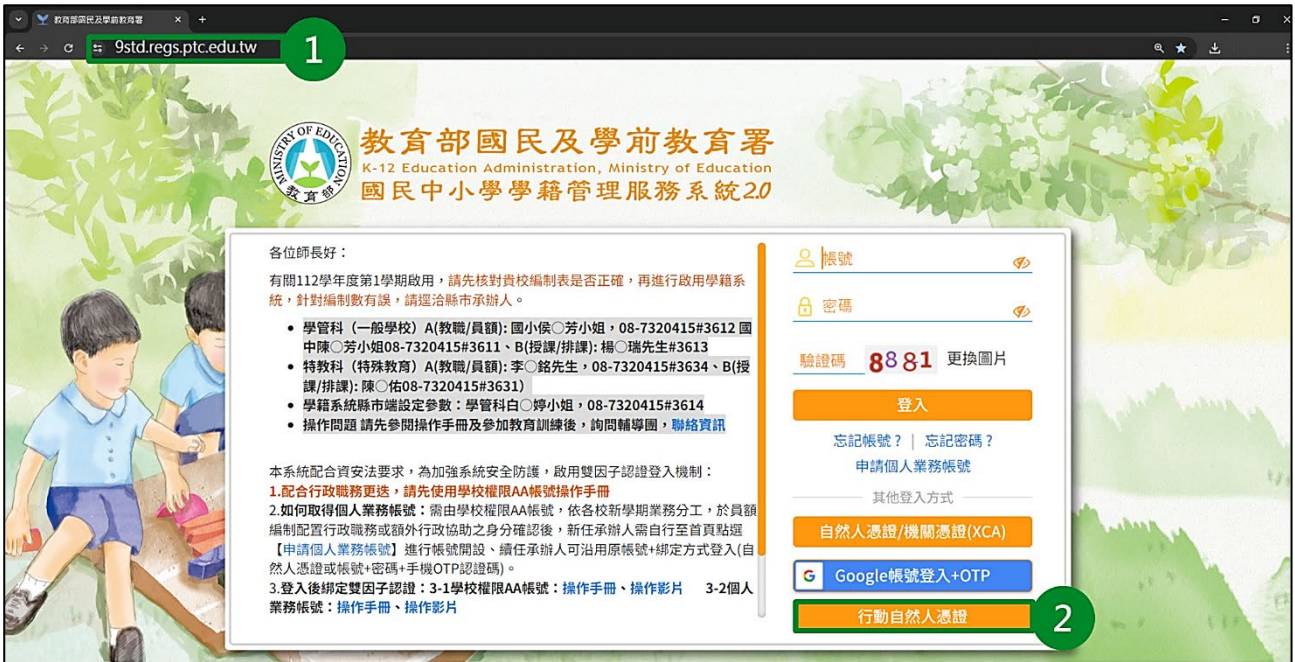 教育部國民及學前教育署
9std.regs.ptc.edu.tw
1
MINISTRY OF EDUCATION
教育部
教育部國民及學前教育署
K-12 Education Administration, Ministry of Education
國民中小學學籍管理服務系統2.0
各位師長好：
有關112學年度第1學期啟用，請先核對貴校編制表是否正確，再進行啟用學籍系
統，針對編制數有誤，請逕洽縣市承辦人。
• 學管科（一般學校）A(教職/員額): 國小侯○芳小姐，08-7320415#3612 國
中陳○芳小姐08-7320415#3611、B(授課/排課): 楊○瑞先生#3613
• 特教科（特殊教育）A(教職/員額): 李○銘先生，08-7320415#3634、B(授
課/排課): 陳○佑08-7320415#3631）
• 學籍系統縣市端設定參數：學管科白○婷小姐，08-7320415#3614
• 操作問題 請先參閱操作手冊及參加教育訓練後，詢問輔導團，聯絡資訊
本系統配合資安法要求，為加強系統安全防護，啟用雙因子認證登入機制：
1.配合行政職務更迭，請先使用學校權限AA帳號操作手冊
2.如何取得個人業務帳號：需由學校權限AA帳號，依各校新學期業務分工，於員額
編制配置行政職務或額外行政協助之身分確認後，新任承辦人需自行至首頁點選
【申請個人業務帳號】進行帳號開設、續任承辦人可沿用原帳號+綁定方式登入(自
然人憑證或帳號+密碼+手機OTP認證碼)。
3.登入後綁定雙因子認證：3-1學校權限AA帳號：操作手冊、操作影片 3-2個人
業務帳號：操作手冊、操作影片
帳號
密碼
驗證碼 8881 更換圖片
登入
忘記帳號？ | 忘記密碼？
申請個人業務帳號
其他登入方式
自然人憑證/機關憑證(XCA)
G Google帳號登入+OTP
行動自然人憑證
2